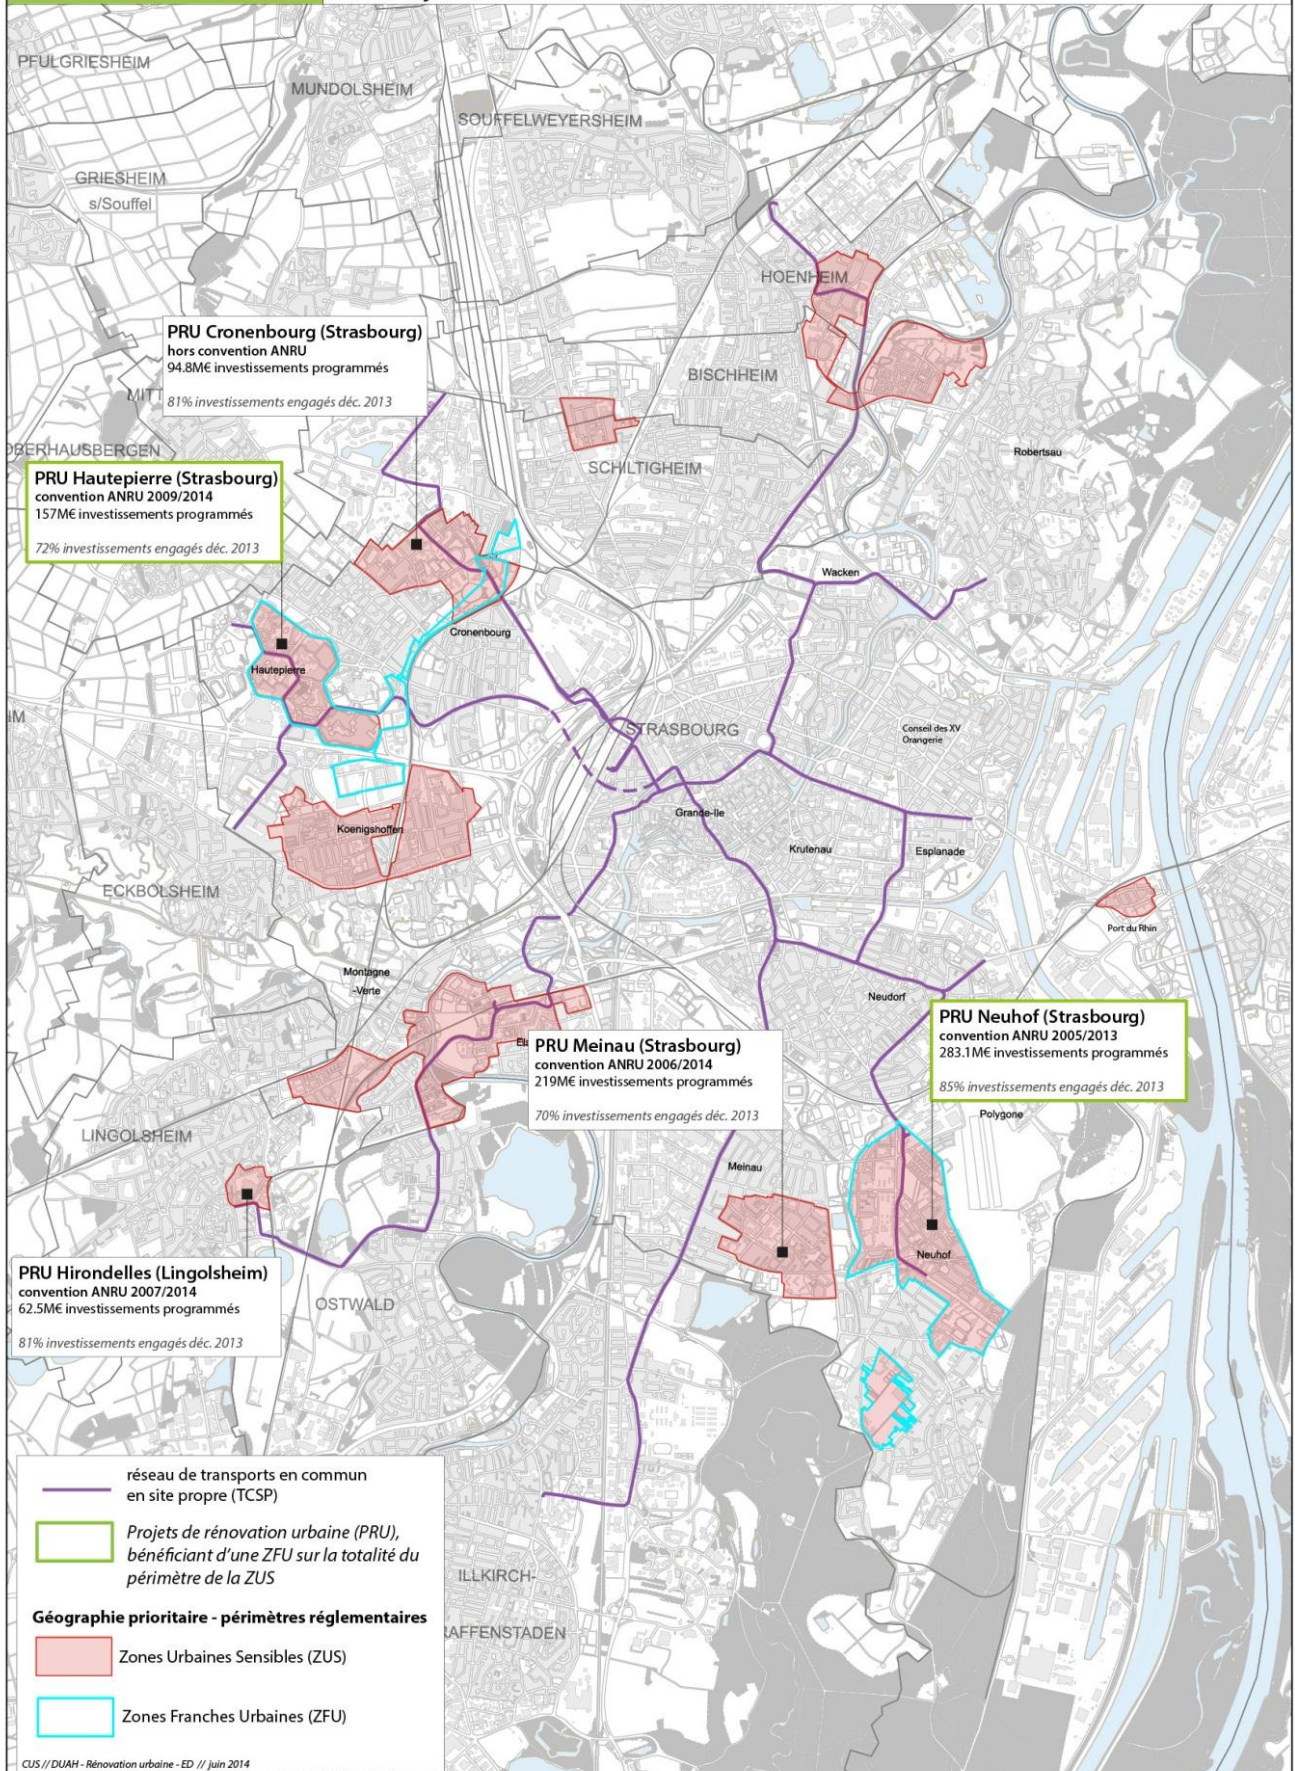 PFULGRIESHEIM
MUNDOLSHEIM
SOUFFELWEYERSHEIM
GRIESHEIM
s/Souffel
HOENHEIM
PRU Cronenbourg (Strasbourg)
hors convention ANRU
94.8M€ investissements programmés
81% investissements engagés déc. 2013
BISCHHEIM
MITT
OBERHAUSBERGEN
SCHILTIGHEIM
Robertsau
PRU Hautepierre (Strasbourg)
convention ANRU 2009/2014
157M€ investissements programmés
72% investissements engagés déc. 2013
Wacken
Cronenbourg
Hautepierre
IM
STRASBOURG
Conseil des XV
Orangerie
Grande-Ile
Koenigshoffen
Krutenau
Esplanade
ECKBOLSHEIM
Port du Rhin
Montagne
-Verte
Neudorf
PRU Neuhof (Strasbourg)
convention ANRU 2005/2013
283.1M€ investissements programmés
85% investissements engagés déc. 2013
PRU Meinau (Strasbourg)
convention ANRU 2006/2014
219M€ investissements programmés
70% investissements engagés déc. 2013
Polygone
LINGOLSHEIM
Meinau
Neuhof
PRU Hirondelles (Lingolsheim)
convention ANRU 2007/2014
62.5M€ investissements programmés
81% investissements engagés déc. 2013
OSTWALD
réseau de transports en commun
en site propre (TCSP)
Projets de rénovation urbaine (PRU),
bénéficiant d'une ZFU sur la totalité du
périmètre de la ZUS
ILLKIRCH-
RAFFENSTADEN
Géographie prioritaire - périmètres réglementaires
Zones Urbaines Sensibles (ZUS)
Zones Franches Urbaines (ZFU)
CUS // DUAH - Rénovation urbaine - ED // juin 2014